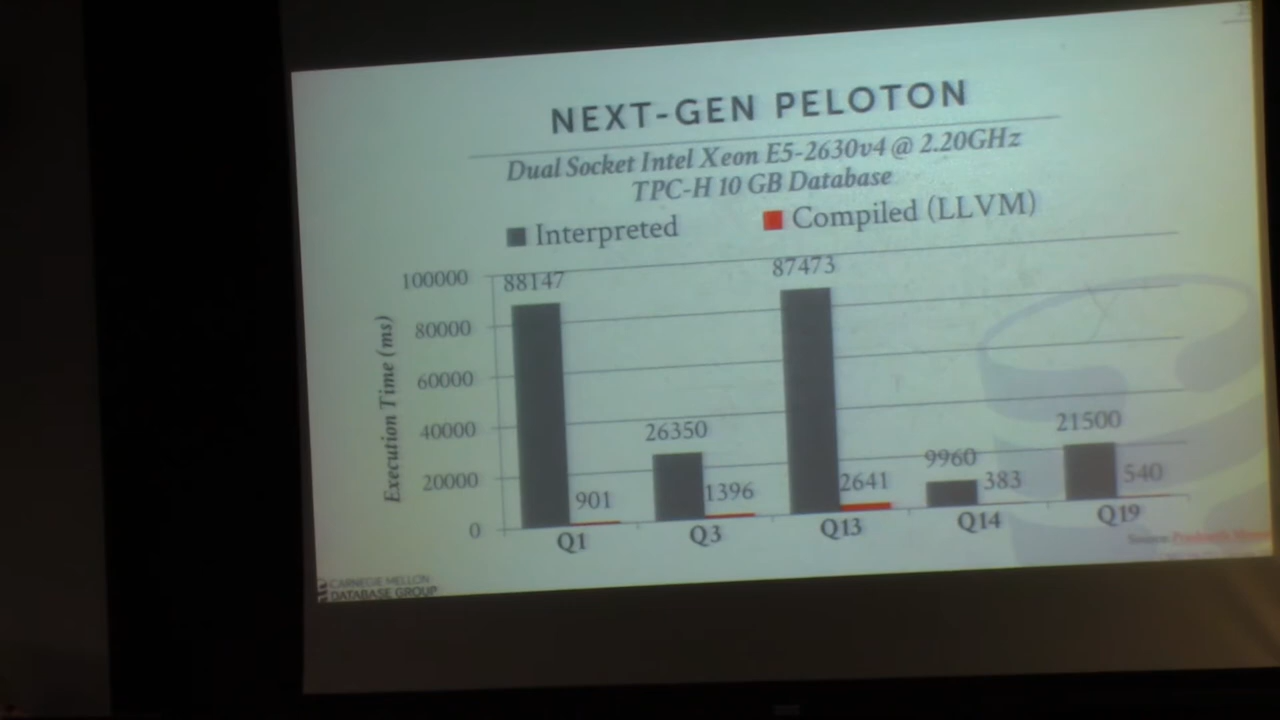 NEXT-GEN PELOTON
Dual Socket Intel Xeon E5-2630v4 @ 2.20GHz
TPC-H 10 GB Database
Interpreted
Compiled (LLVM)
Execution Time (ms)
100000
80000
60000
40000
20000
0
88147
901
26350
1396
87473
2641
9960
383
21500
540
Q1
Q3
Q13
Q14
Q19
Source:
CARNEGIE MELLON
DATABASE GROUP